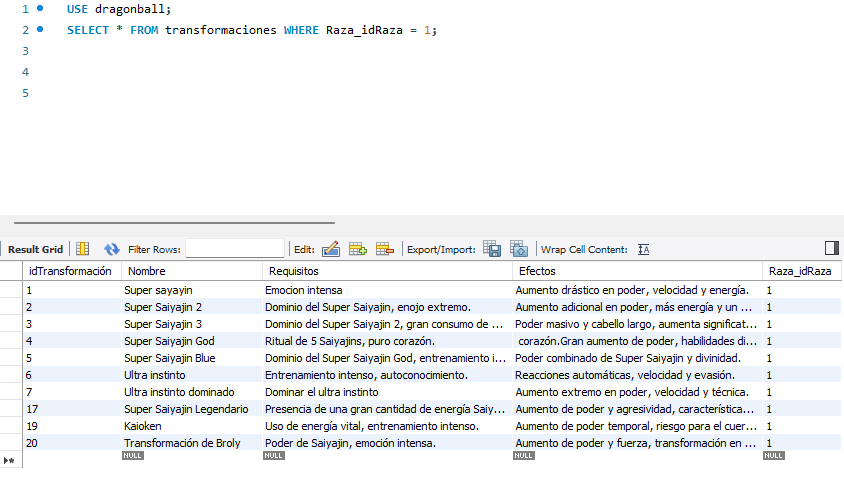 1 USE dragonball;
2 SELECT * FROM transformaciones WHERE Raza_idRaza = 1;
3
4
5
Result Grid Filter Rows: Edit: Export/Import: Wrap Cell Content:
idTransformación Nombre Requisitos Efectos Raza_idRaza
1 Super sayayin Emocion intensa Aumento drástico en poder, velocidad y energía. 1
2 Super Saiyajin 2 Dominio del Super Saiyajin, enojo extremo. Aumento adicional en poder, más energía y un ... 1
3 Super Saiyajin 3 Dominio del Super Saiyajin 2, gran consumo de ... Poder masivo y cabello largo, aumenta significat... 1
4 Super Saiyajin God Ritual de 5 Saiyajins, puro corazón. corazón.Gran aumento de poder, habilidades di... 1
5 Super Saiyajin Blue Dominio del Super Saiyajin God, entrenamiento i... Poder combinado de Super Saiyajin y divinidad. 1
6 Ultra instinto Entrenamiento intenso, autoconocimiento. Reacciones automáticas, velocidad y evasión. 1
7 Ultra instinto dominado Dominar el ultra instinto Aumento extremo en poder, velocidad y técnica. 1
17 Super Saiyajin Legendario Presencia de una gran cantidad de energía Saiy... Aumento de poder y agresividad, característica... 1
19 Kaioken Uso de energía vital, entrenamiento intenso. Aumento de poder temporal, riesgo para el cuer... 1
20 Transformación de Broly Poder de Saiyajin, emoción intensa. Aumento de poder y fuerza, transformación en ... 1
NULL NULL NULL NULL